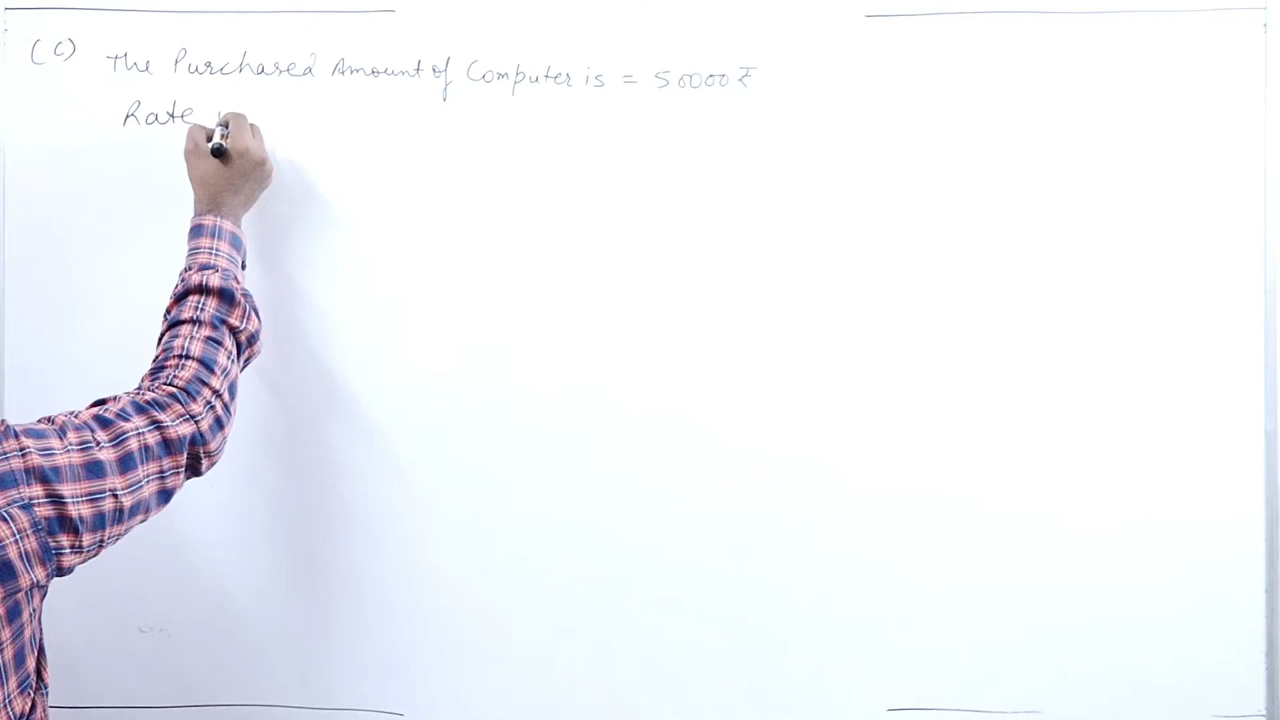 (C) The Purchased Amount of Computer is = 50000 ₹
Rate